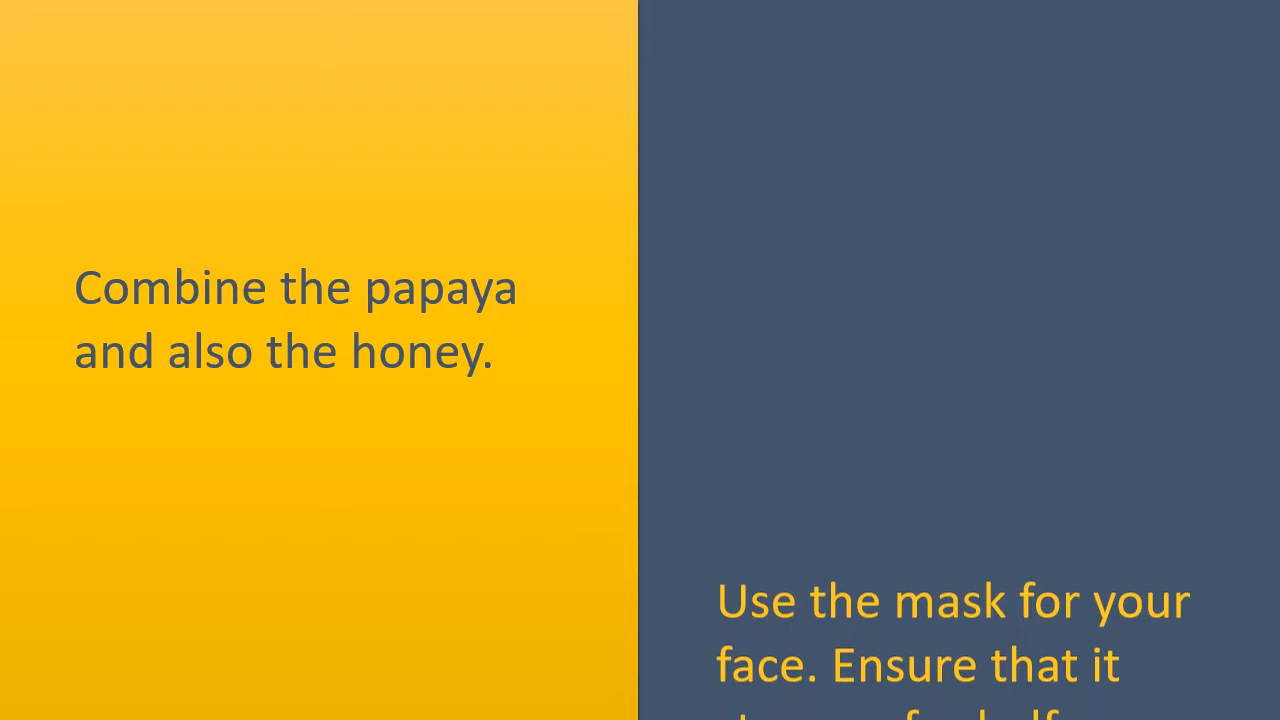 Combine the papaya
and also the honey.
Use the mask for your
face. Ensure that it